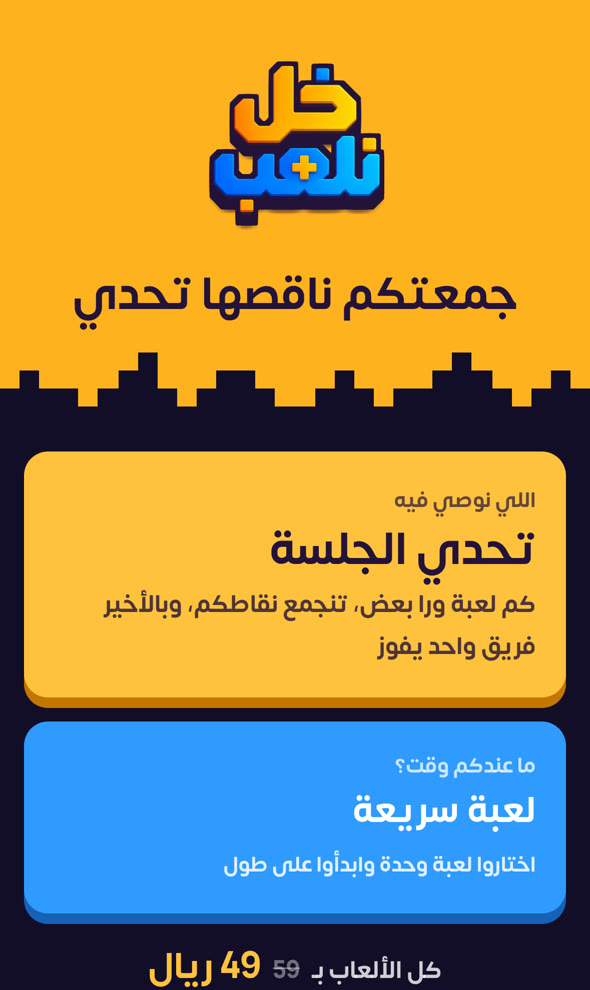 خل
نلعب
جمعتكم ناقصها تحدي
اللي نوصي فيه
تحدي الجلسة
كم لعبة ورا بعض، تنجمع نقاطكم، وبالأخير
فريق واحد يفوز
ما عندكم وقت؟
لعبة سريعة
اختاروا لعبة وحدة وابدأوا على طول
كل الألعاب بـ 59 49 ريال